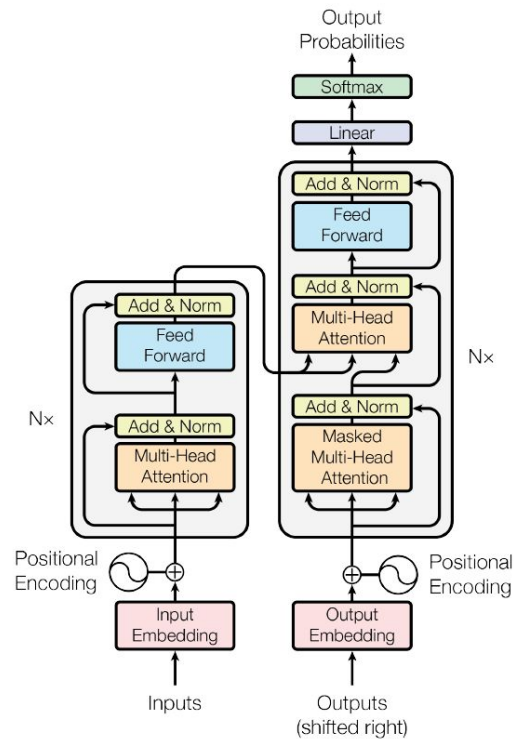 Output
Probabilities
Softmax
Linear
Add & Norm
Feed
Forward
Add & Norm
Multi-Head
Attention
Nx
Add & Norm
Masked
Multi-Head
Attention
Add & Norm
Feed
Forward
Nx
Add & Norm
Multi-Head
Attention
Positional
Encoding
Positional
Encoding
Input
Embedding
Output
Embedding
Inputs
Outputs
(shifted right)